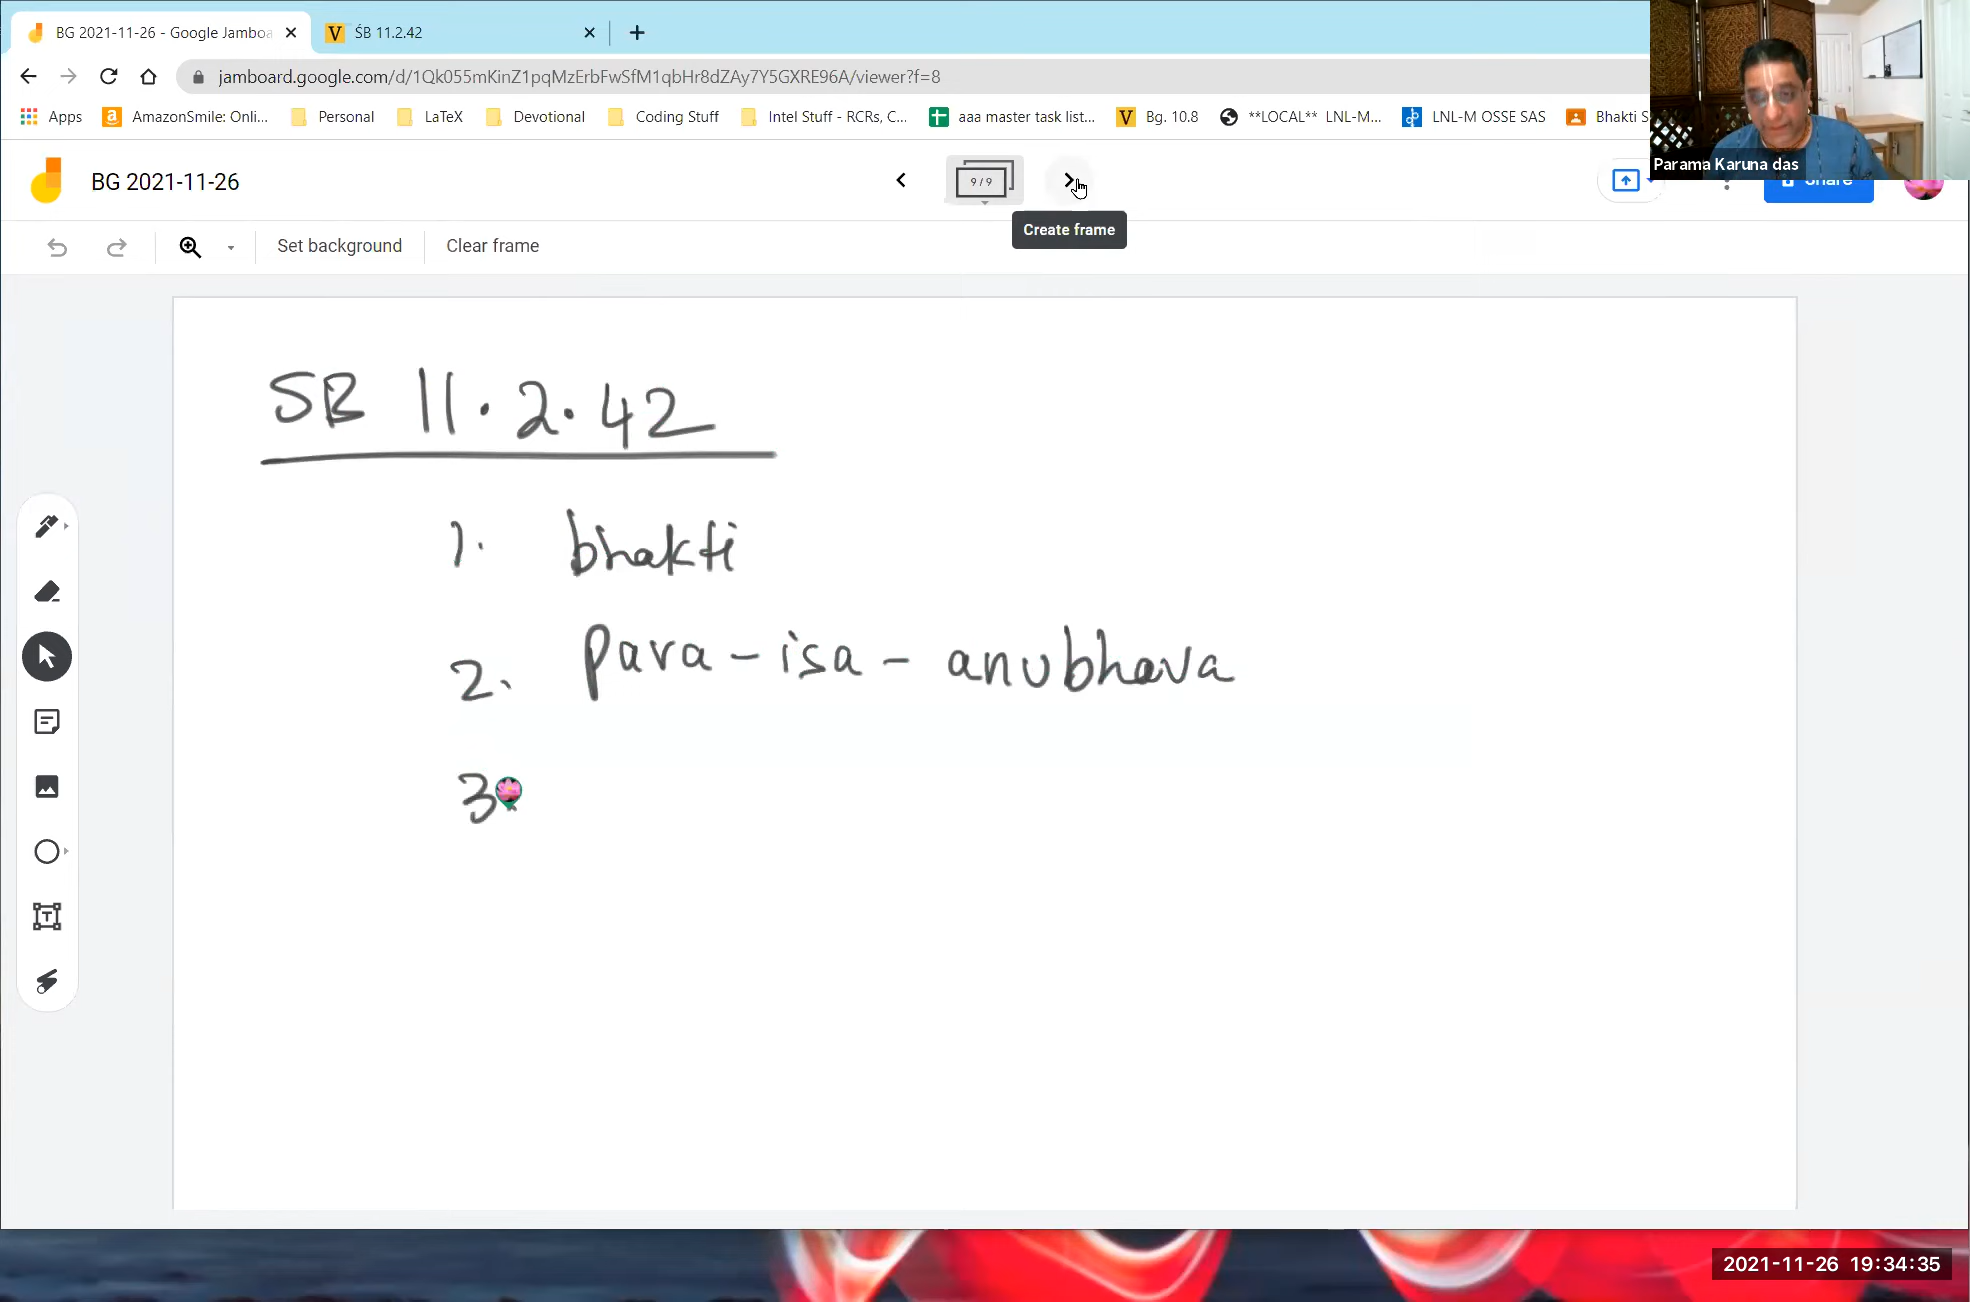 BG 2021-11-26 - Google Jamboa
ŚB 11.2.42
jamboard.google.com/d/1Qk055mKinZ1pqMzErbFwSfM1qbHr8dZAy7Y5GXRE96A/viewer?f=8
Apps AmazonSmile: Onli... Personal LaTeX Devotional Coding Stuff Intel Stuff - RCRs, C... aaa master task list... Bg. 10.8 **LOCAL** LNL-M... LNL-M OSSE SAS Bhakti S
Parama Karuna das
BG 2021-11-26 9/9 Share
Create frame
Set background Clear frame
SB 11.2.42
1. bhakti
2. para-isa-anubhava
3.
2021-11-26 19:34:35